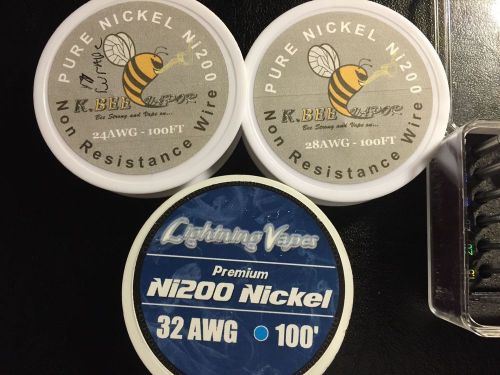 PURE NICKEL Ni200
K.BEE VAPOR
Bee Strong and Vape on...
24AWG - 100FT
Non Resistance Wire
PURE NICKEL Ni200
K.BEE VAPOR
Bee Strong and Vape on...
28AWG - 100FT
Non Resistance Wire
Lightning Vapes
Premium
Ni200 Nickel
32 AWG 100'
2.0